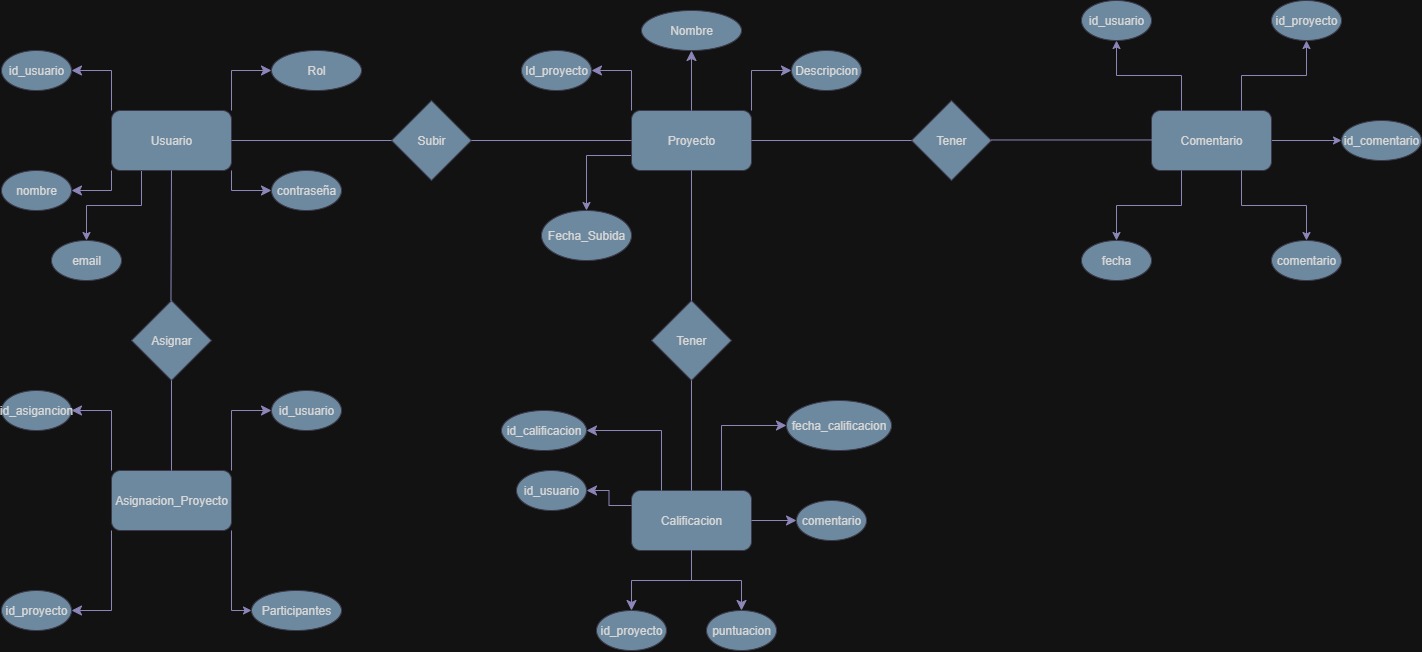 id_usuario
id_proyecto
Nombre
id_usuario
Rol
Id_proyecto
Descripcion
Usuario
Subir
Proyecto
Tener
Comentario
id_comentario
nombre
contraseña
Fecha_Subida
email
fecha
comentario
Asignar
Tener
id_asigancion
id_usuario
id_calificacion
fecha_calificacion
id_usuario
Asignacion_Proyecto
Calificacion
comentario
id_proyecto
Participantes
id_proyecto
puntuacion